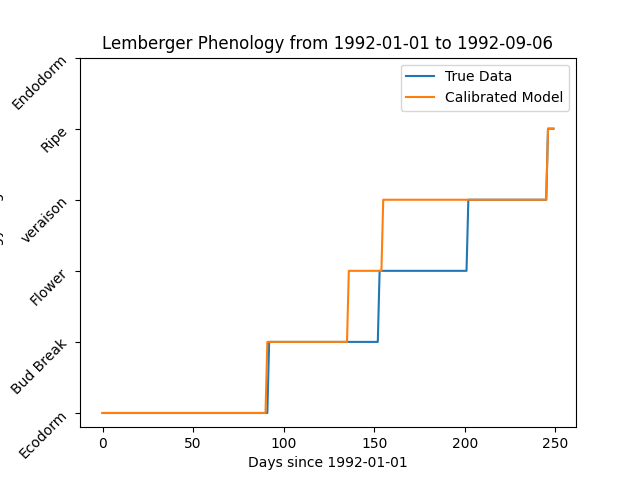 Lemberger Phenology from 1992-01-01 to 1992-09-06
True Data
Calibrated Model
Endodorm
Ripe
veraison
Flower
Bud Break
Ecodorm
0 50 100 150 200 250
Days since 1992-01-01